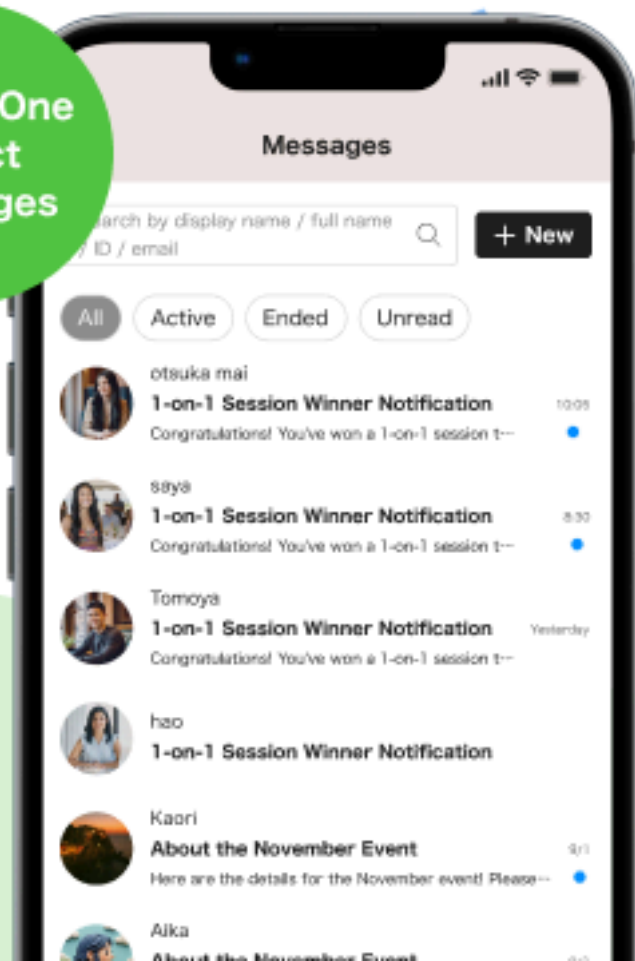 One
ct
ges
Messages
arch by display name / full name
/ ID / email
+ New
All
Active
Ended
Unread
otsuka mai
1-on-1 Session Winner Notification
10:05
Congratulations! You've won a 1-on-1 session t…
saya
1-on-1 Session Winner Notification
8:30
Congratulations! You've won a 1-on-1 session t…
Tomoya
1-on-1 Session Winner Notification
Yesterday
Congratulations! You've won a 1-on-1 session t…
hao
1-on-1 Session Winner Notification
Kaori
About the November Event
9/1
Here are the details for the November event! Please…
Aika
About the November Event